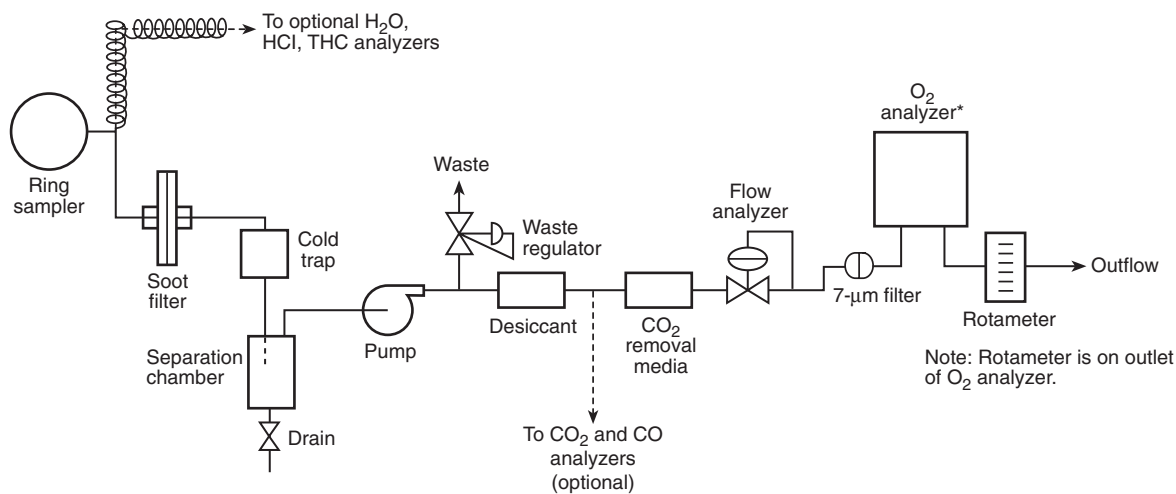 To optional H₂O,
HCl, THC analyzers
Ring
sampler
Soot
filter
Cold
trap
Separation
chamber
Drain
Pump
Waste
Waste
regulator
Desiccant
To CO₂ and CO
analyzers
(optional)
CO₂
removal
media
Flow
analyzer
7-μm filter
O₂
analyzer*
Rotameter
Outflow
Note: Rotameter is on outlet
of O₂ analyzer.